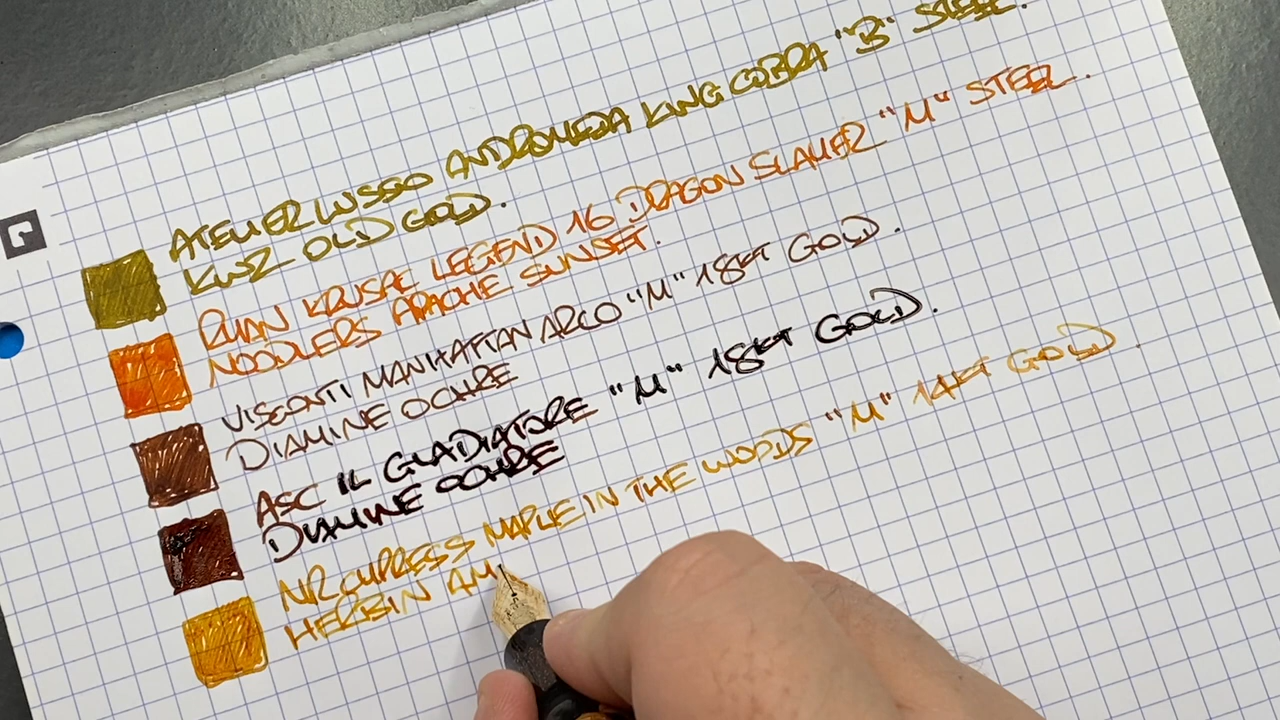 ATELIER LUSSO ANDROMEDA KING COBRA "B" STEEL.
KWZ OLD GOLD.
RYAN KRUSAE LEGEND 16 DRAGON SLAYER "M" STEEL.
NOODLERS APACHE SUNSET.
VISCONTI MANHATTAN ARCO "M" 18KT GOLD.
DIAMINE OCHRE
ASC IL GLADIATORE "M" 18KT GOLD.
DIAMINE OCHRE
NR CYPRESS MAPLE IN THE WOODS "M" 14KT GOLD.
HERBIN AM